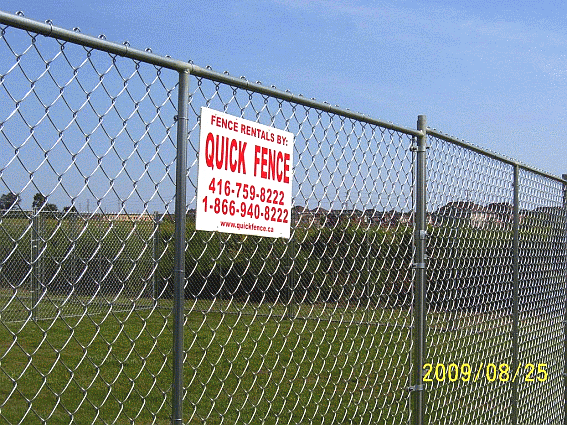 FENCE RENTALS BY:
QUICK FENCE
416-759-8222
1-866-940-8222
www.quickfence.ca
2009/08/25